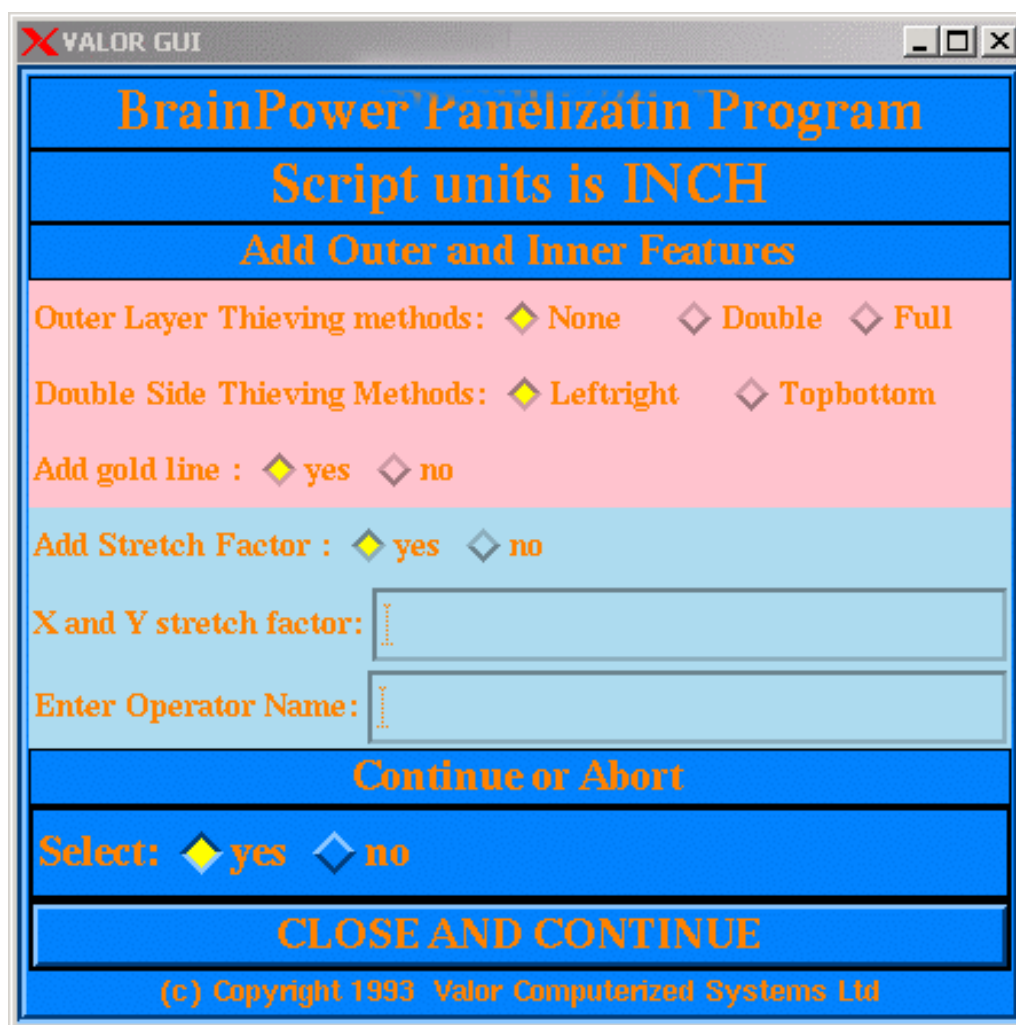 VALOR GUI
BrainPower Panelizatin Program
Script units is INCH
Add Outer and Inner Features
Outer Layer Thieving methods: None Double Full
Double Side Thieving Methods: Leftright Topbottom
Add gold line : yes no
Add Stretch Factor : yes no
X and Y stretch factor:
Enter Operator Name:
Continue or Abort
Select: yes no
CLOSE AND CONTINUE
(c) Copyright 1993 Valor Computerized Systems Ltd